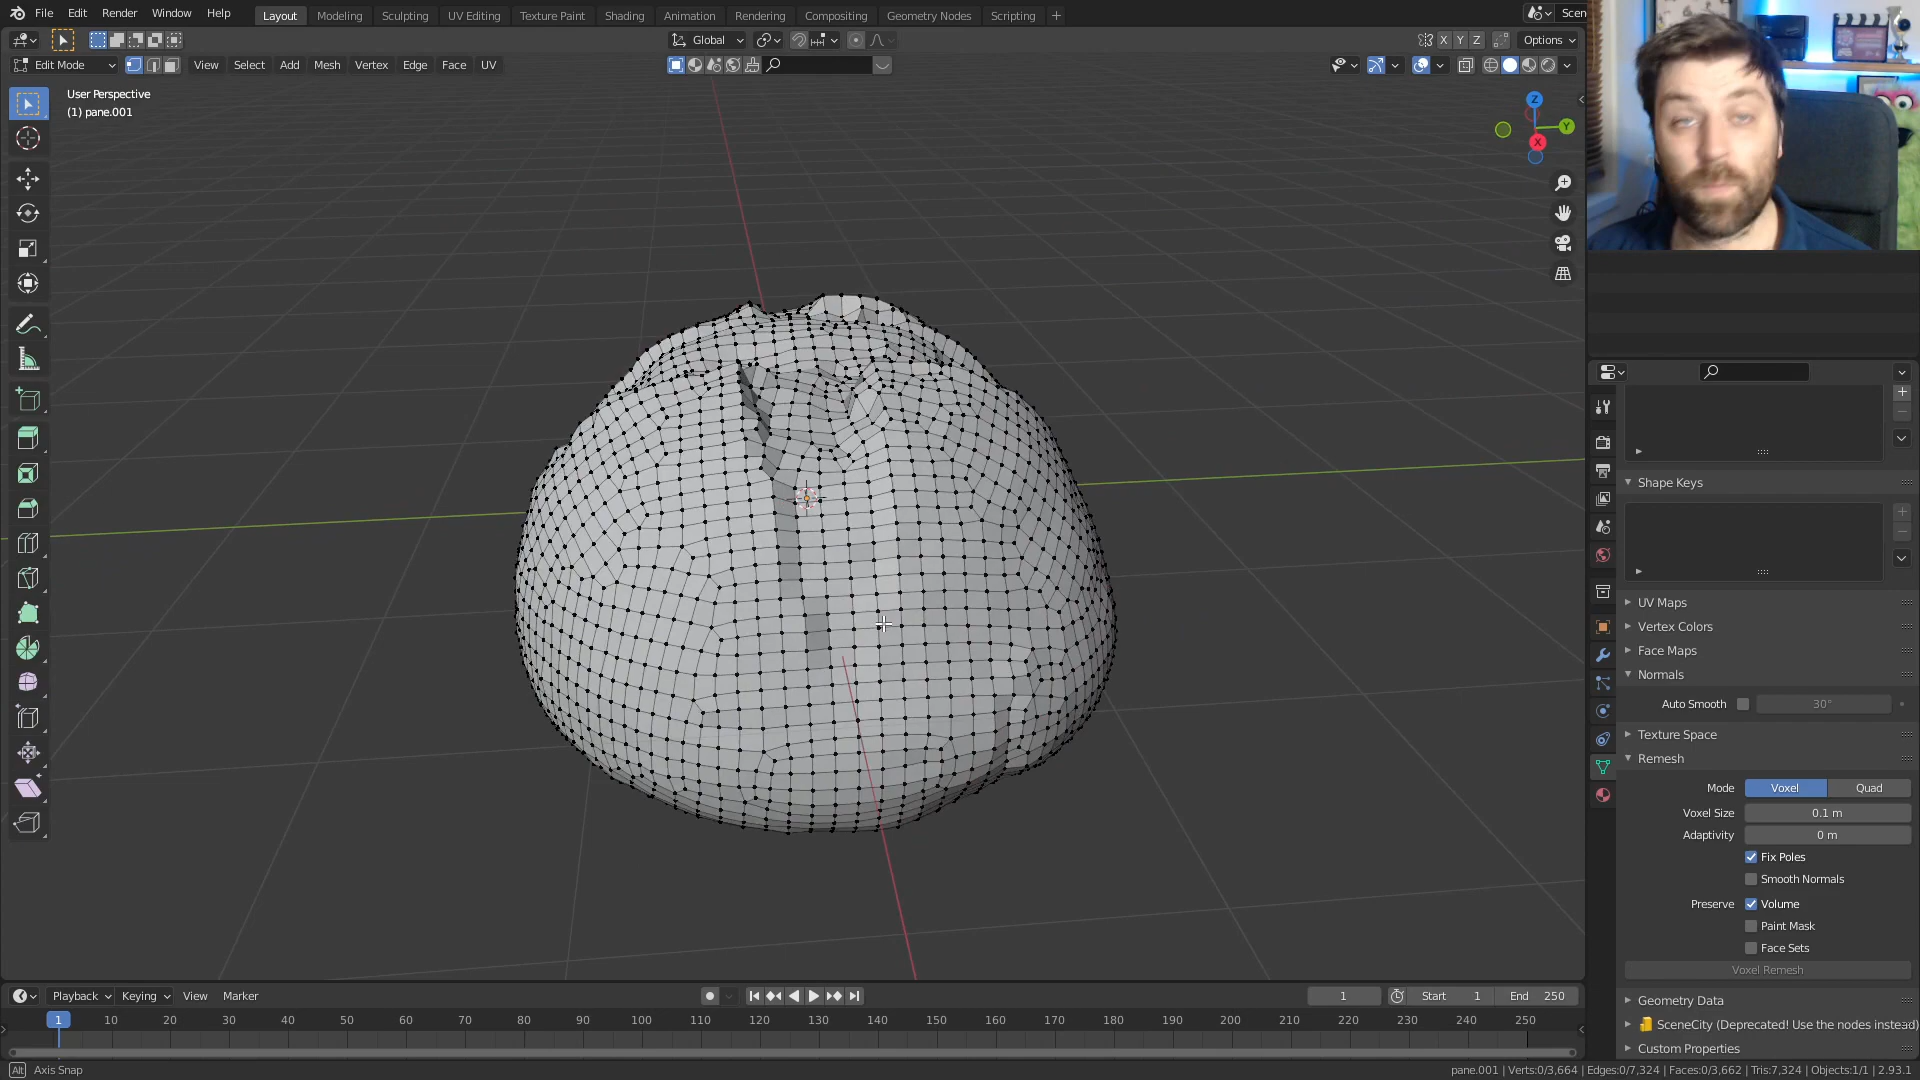 File Edit Render Window Help Layout Modeling Sculpting UV Editing Texture Paint Shading Animation Rendering Compositing Geometry Nodes Scripting + Scen
Global X Y Z Options
Edit Mode View Select Add Mesh Vertex Edge Face UV
User Perspective
(1) pane.001
Z
Y
X
Shape Keys
UV Maps
Vertex Colors
Face Maps
Normals
Auto Smooth 30°
Texture Space
Remesh
Mode Voxel Quad
Voxel Size 0.1 m
Adaptivity 0 m
Fix Poles
Smooth Normals
Preserve Volume
Paint Mask
Face Sets
Voxel Remesh
Geometry Data
SceneCity (Deprecated! Use the nodes instead)
Custom Properties
Playback Keying View Marker 1 Start 1 End 250
1 10 20 30 40 50 60 70 80 90 100 110 120 130 140 150 160 170 180 190 200 210 220 230 240 250
Alt Axis Snap pane.001 | Verts:0/3,664 | Edges:0/7,324 | Faces:0/3,662 | Tris:7,324 | Objects:1/1 | 2.93.1